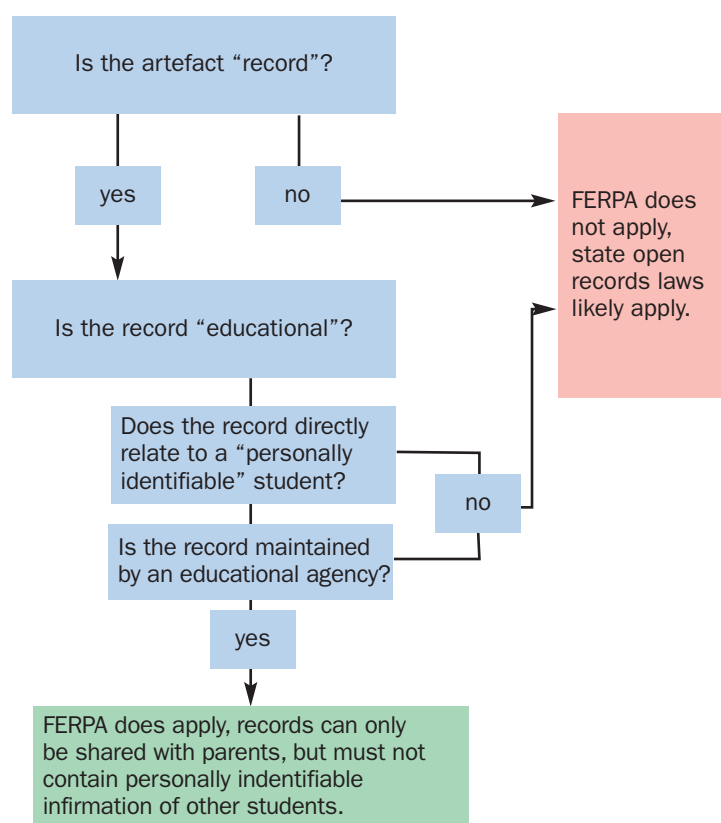 Is the artefact “record”?
yes
no
FERPA does
not apply,
state open
records laws
likely apply.
Is the record “educational”?
Does the record directly
relate to a “personally
identifiable” student?
no
Is the record maintained
by an educational agency?
yes
FERPA does apply, records can only
be shared with parents, but must not
contain personally indentifiable
infirmation of other students.